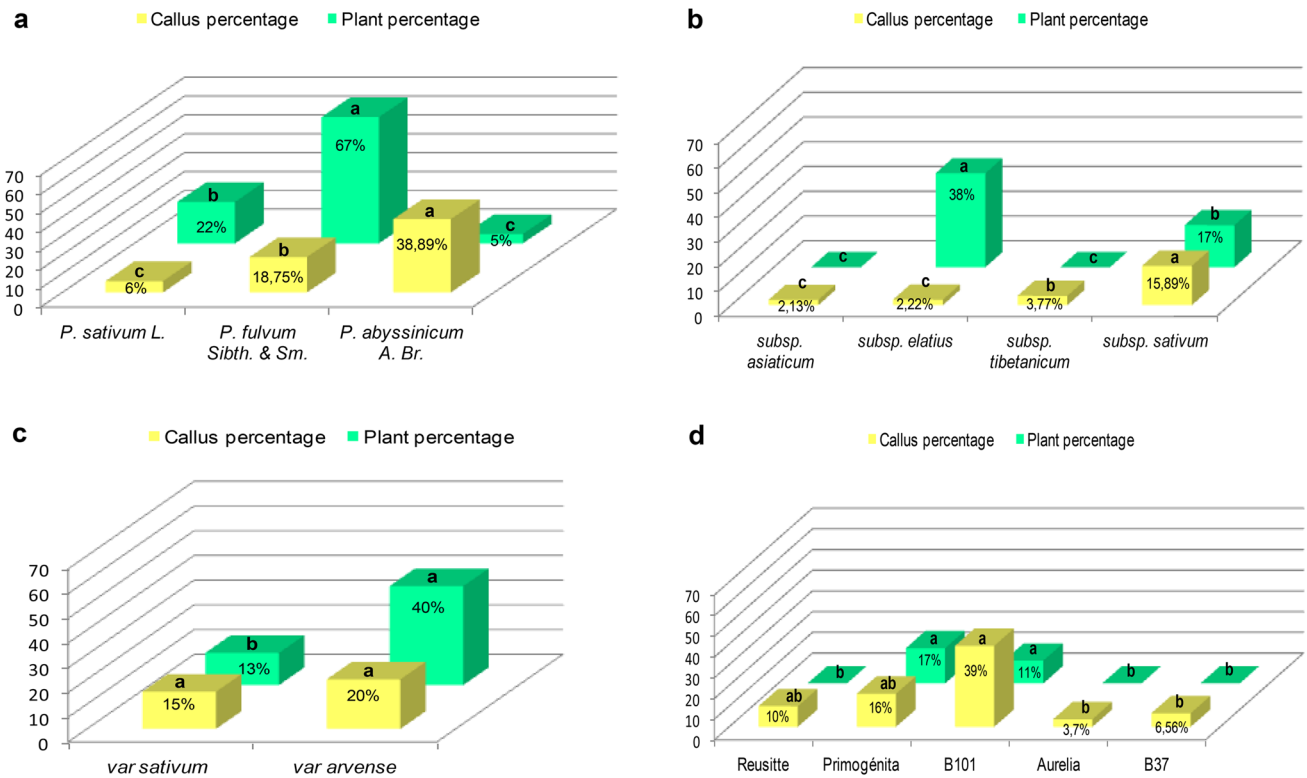 a
Callus percentage Plant percentage
70
60
50
40
30
20
10
0
b
22%
a
67%
c
5%
c
6%
b
18,75%
a
38,89%
P. sativum L. P. fulvum P. abyssinicum
Sibth. & Sm. A. Br.
b
Callus percentage Plant percentage
70
60
50
40
30
20
10
0
c
a
38%
c
b
17%
c
2,13%
c
2,22%
b
3,77%
a
15,89%
subsp. subsp. elatius subsp. subsp. sativum
asiaticum tibetanicum
c
Callus percentage Plant percentage
70
60
50
40
30
20
10
0
b
13%
a
40%
a
15%
a
20%
var sativum var arvense
d
Callus percentage Plant percentage
70
60
50
40
30
20
10
0
b
a
17%
a
11%
b
b
ab
10%
ab
16%
a
39%
b
3,7%
b
6,56%
Reusitte Primogénita B101 Aurelia B37